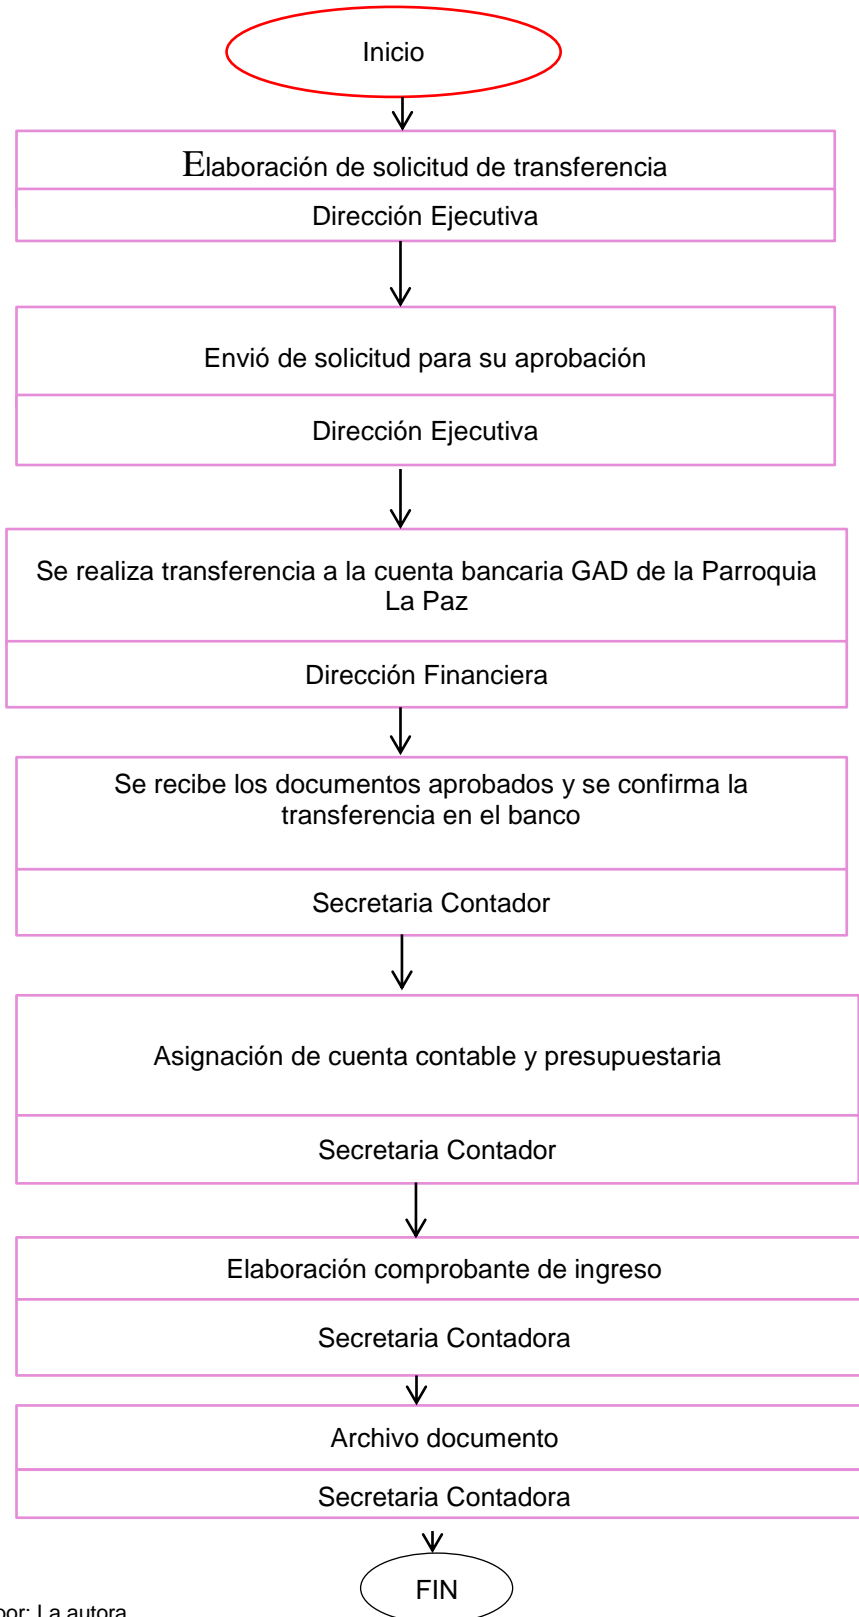 Inicio
Elaboración de solicitud de transferencia
Dirección Ejecutiva
Envió de solicitud para su aprobación
Dirección Ejecutiva
Se realiza transferencia a la cuenta bancaria GAD de la Parroquia
La Paz
Dirección Financiera
Se recibe los documentos aprobados y se confirma la
transferencia en el banco
Secretaria Contador
Asignación de cuenta contable y presupuestaria
Secretaria Contador
Elaboración comprobante de ingreso
Secretaria Contadora
Archivo documento
Secretaria Contadora
FIN
por: La autora